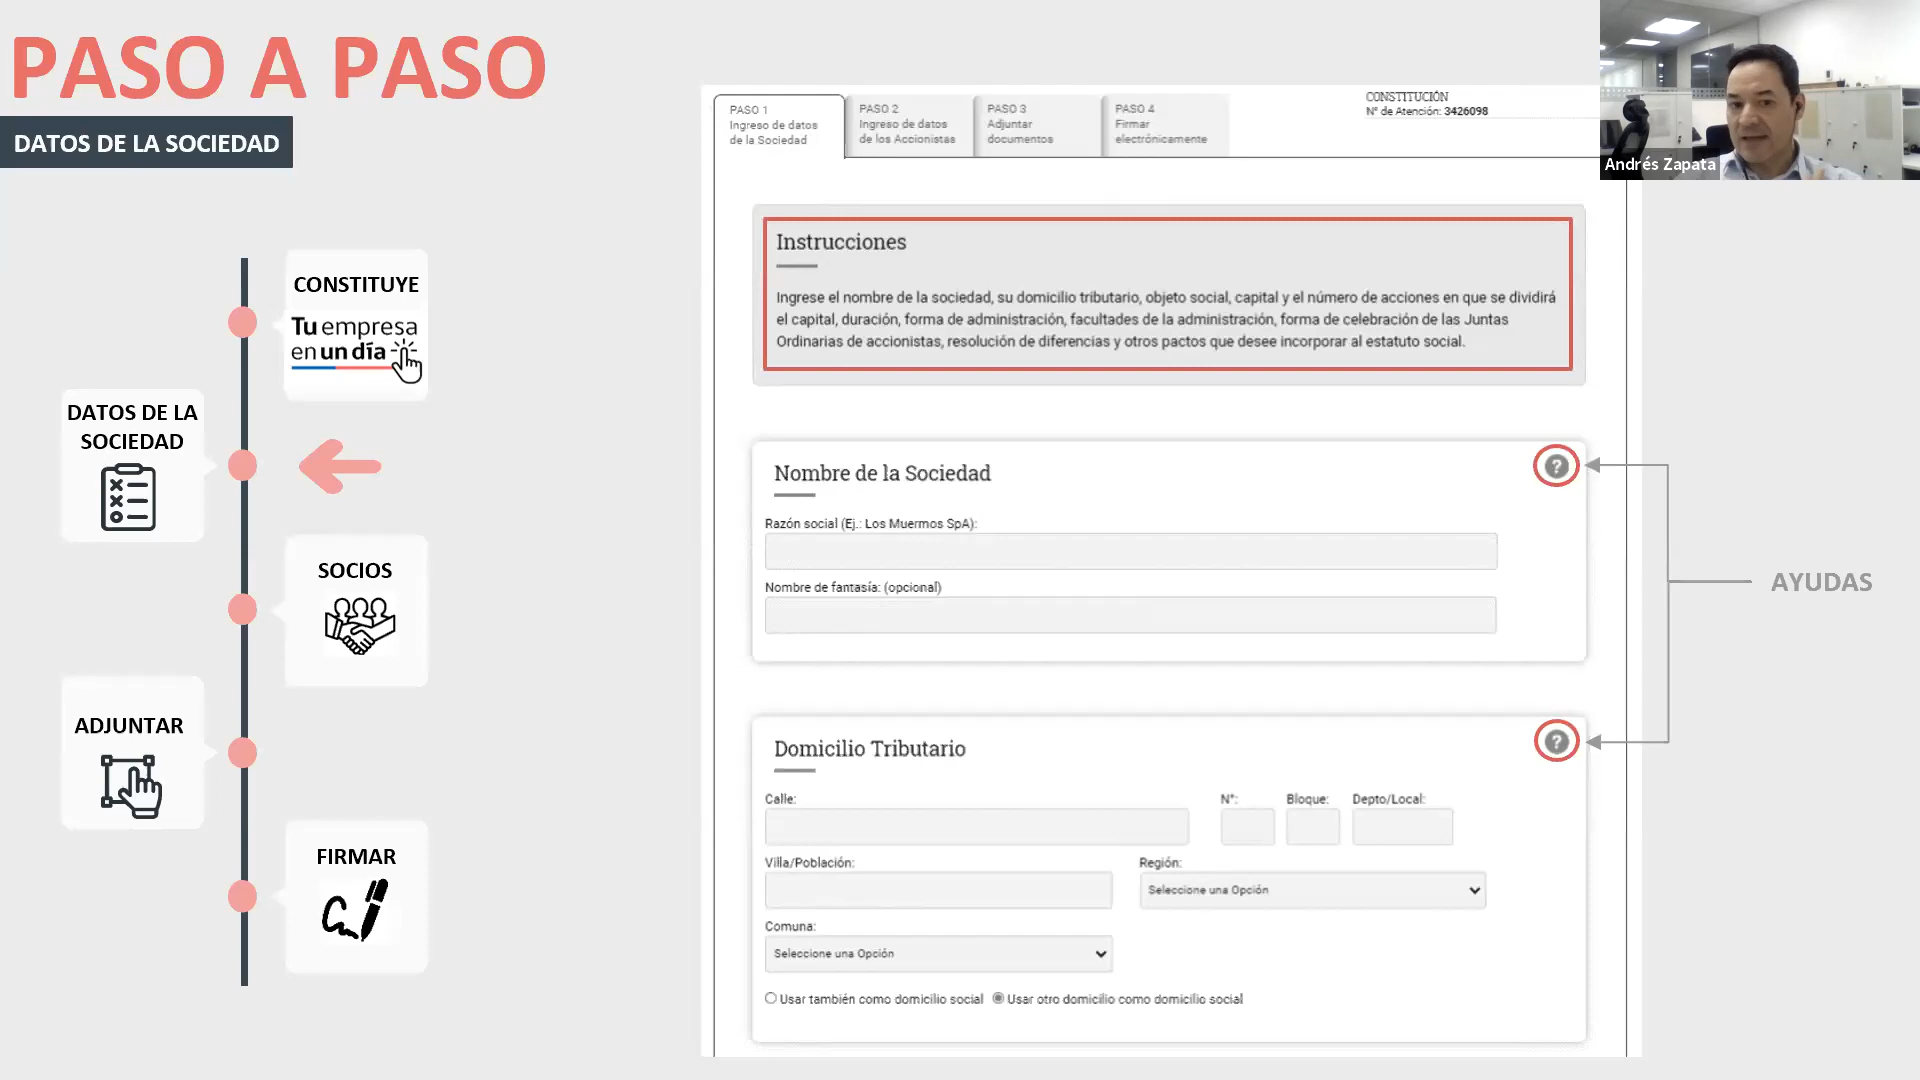 PASO A PASO
DATOS DE LA SOCIEDAD
CONSTITUYE
Tu empresa
en un día
DATOS DE LA
SOCIEDAD
SOCIOS
ADJUNTAR
FIRMAR
PASO 1
Ingreso de datos
de la Sociedad
PASO 2
Ingreso de datos
de los Accionistas
PASO 3
Adjuntar
documentos
PASO 4
Firmar
electrónicamente
CONSTITUCIÓN
N° de Atención: 3426098
Andrés Zapata
Instrucciones
Ingrese el nombre de la sociedad, su domicilio tributario, objeto social, capital y el número de acciones en que se dividirá
el capital, duración, forma de administración, facultades de la administración, forma de celebración de las Juntas
Ordinarias de accionistas, resolución de diferencias y otros pactos que desee incorporar al estatuto social.
Nombre de la Sociedad
?
Razón social (Ej.: Los Muermos SpA):
Nombre de fantasía: (opcional)
AYUDAS
Domicilio Tributario
?
Calle:
N°:
Bloque:
Depto/Local:
Villa/Población:
Región:
Seleccione una Opción
Comuna:
Seleccione una Opción
Usar también como domicilio social
Usar otro domicilio como domicilio social